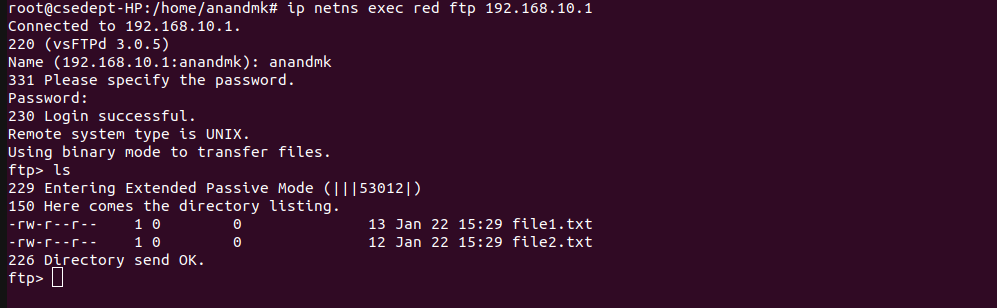 root@csedept-HP:/home/anandmk# ip netns exec red ftp 192.168.10.1
Connected to 192.168.10.1.
220 (vsFTPd 3.0.5)
Name (192.168.10.1:anandmk): anandmk
331 Please specify the password.
Password:
230 Login successful.
Remote system type is UNIX.
Using binary mode to transfer files.
ftp> ls
229 Entering Extended Passive Mode (|||53012|)
150 Here comes the directory listing.
-rw-r--r--    1 0        0              13 Jan 22 15:29 file1.txt
-rw-r--r--    1 0        0              12 Jan 22 15:29 file2.txt
226 Directory send OK.
ftp>